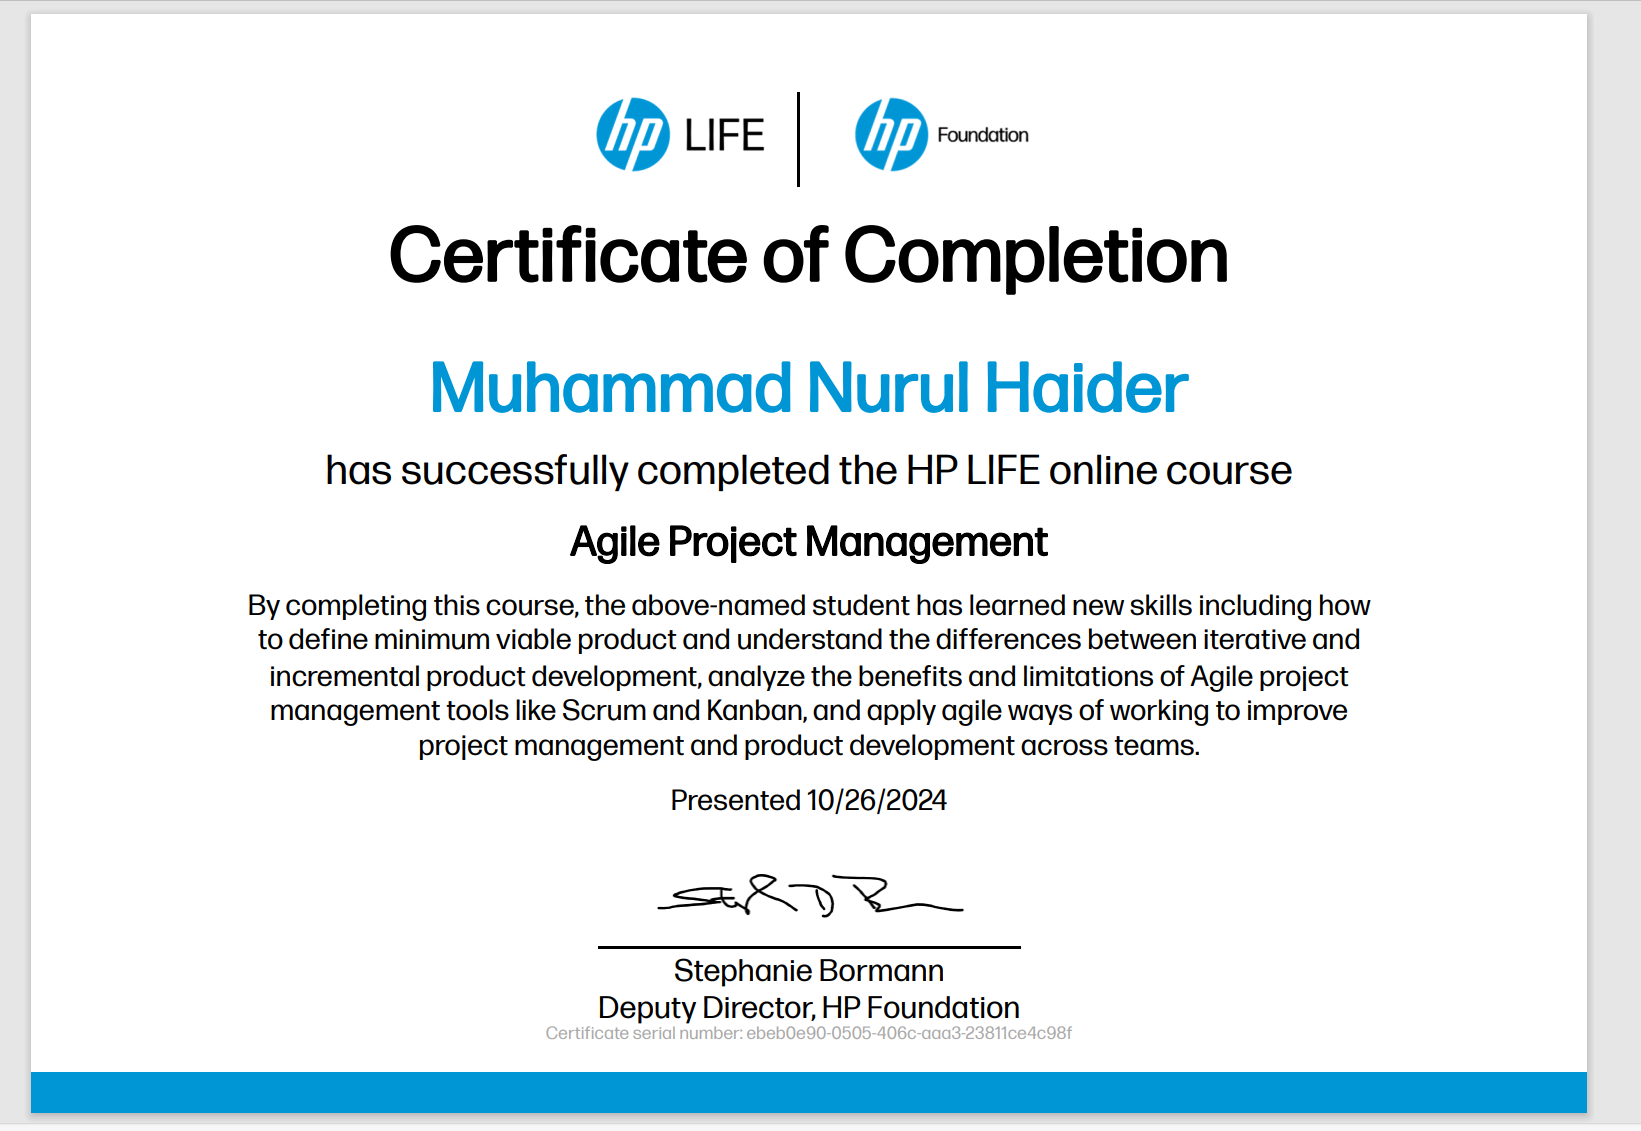 hp LIFE
hp Foundation
Certificate of Completion
Muhammad Nurul Haider
has successfully completed the HP LIFE online course
Agile Project Management
By completing this course, the above-named student has learned new skills including how
to define minimum viable product and understand the differences between iterative and
incremental product development, analyze the benefits and limitations of Agile project
management tools like Scrum and Kanban, and apply agile ways of working to improve
project management and product development across teams.
Presented 10/26/2024
Stephanie Bormann
Deputy Director, HP Foundation
Certificate serial number: ebeb0e90-0505-406c-aaa3-23811ce4c98f